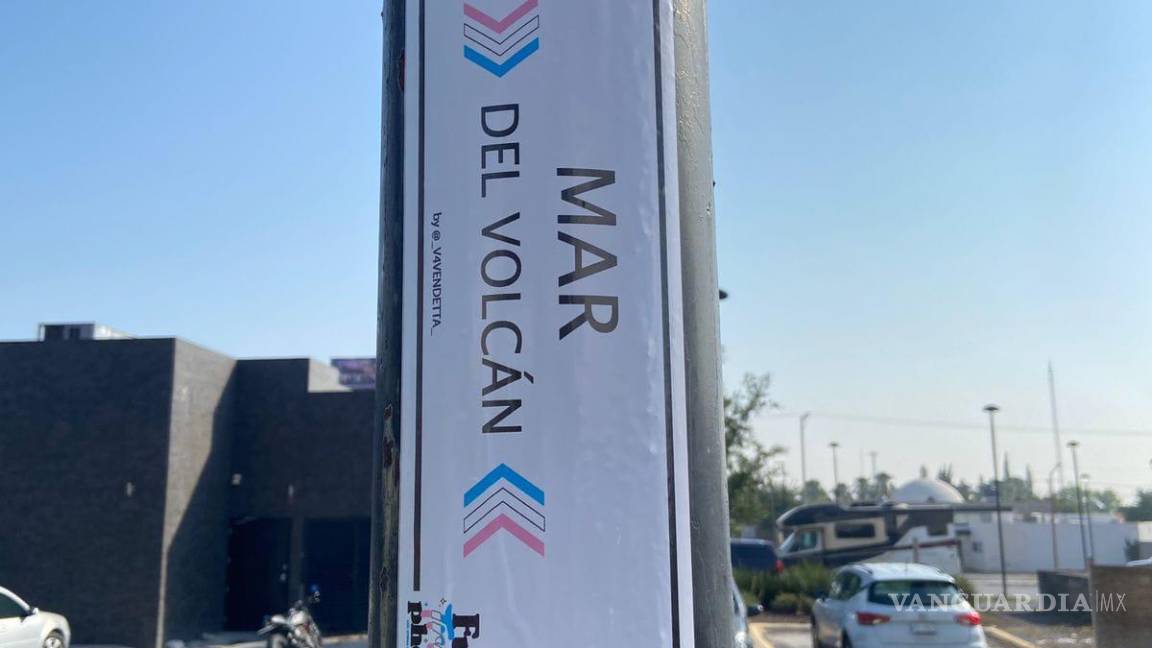 MAR
DEL VOLCÁN
by @_V4VENDETTA_
VANGUARDIA|MX